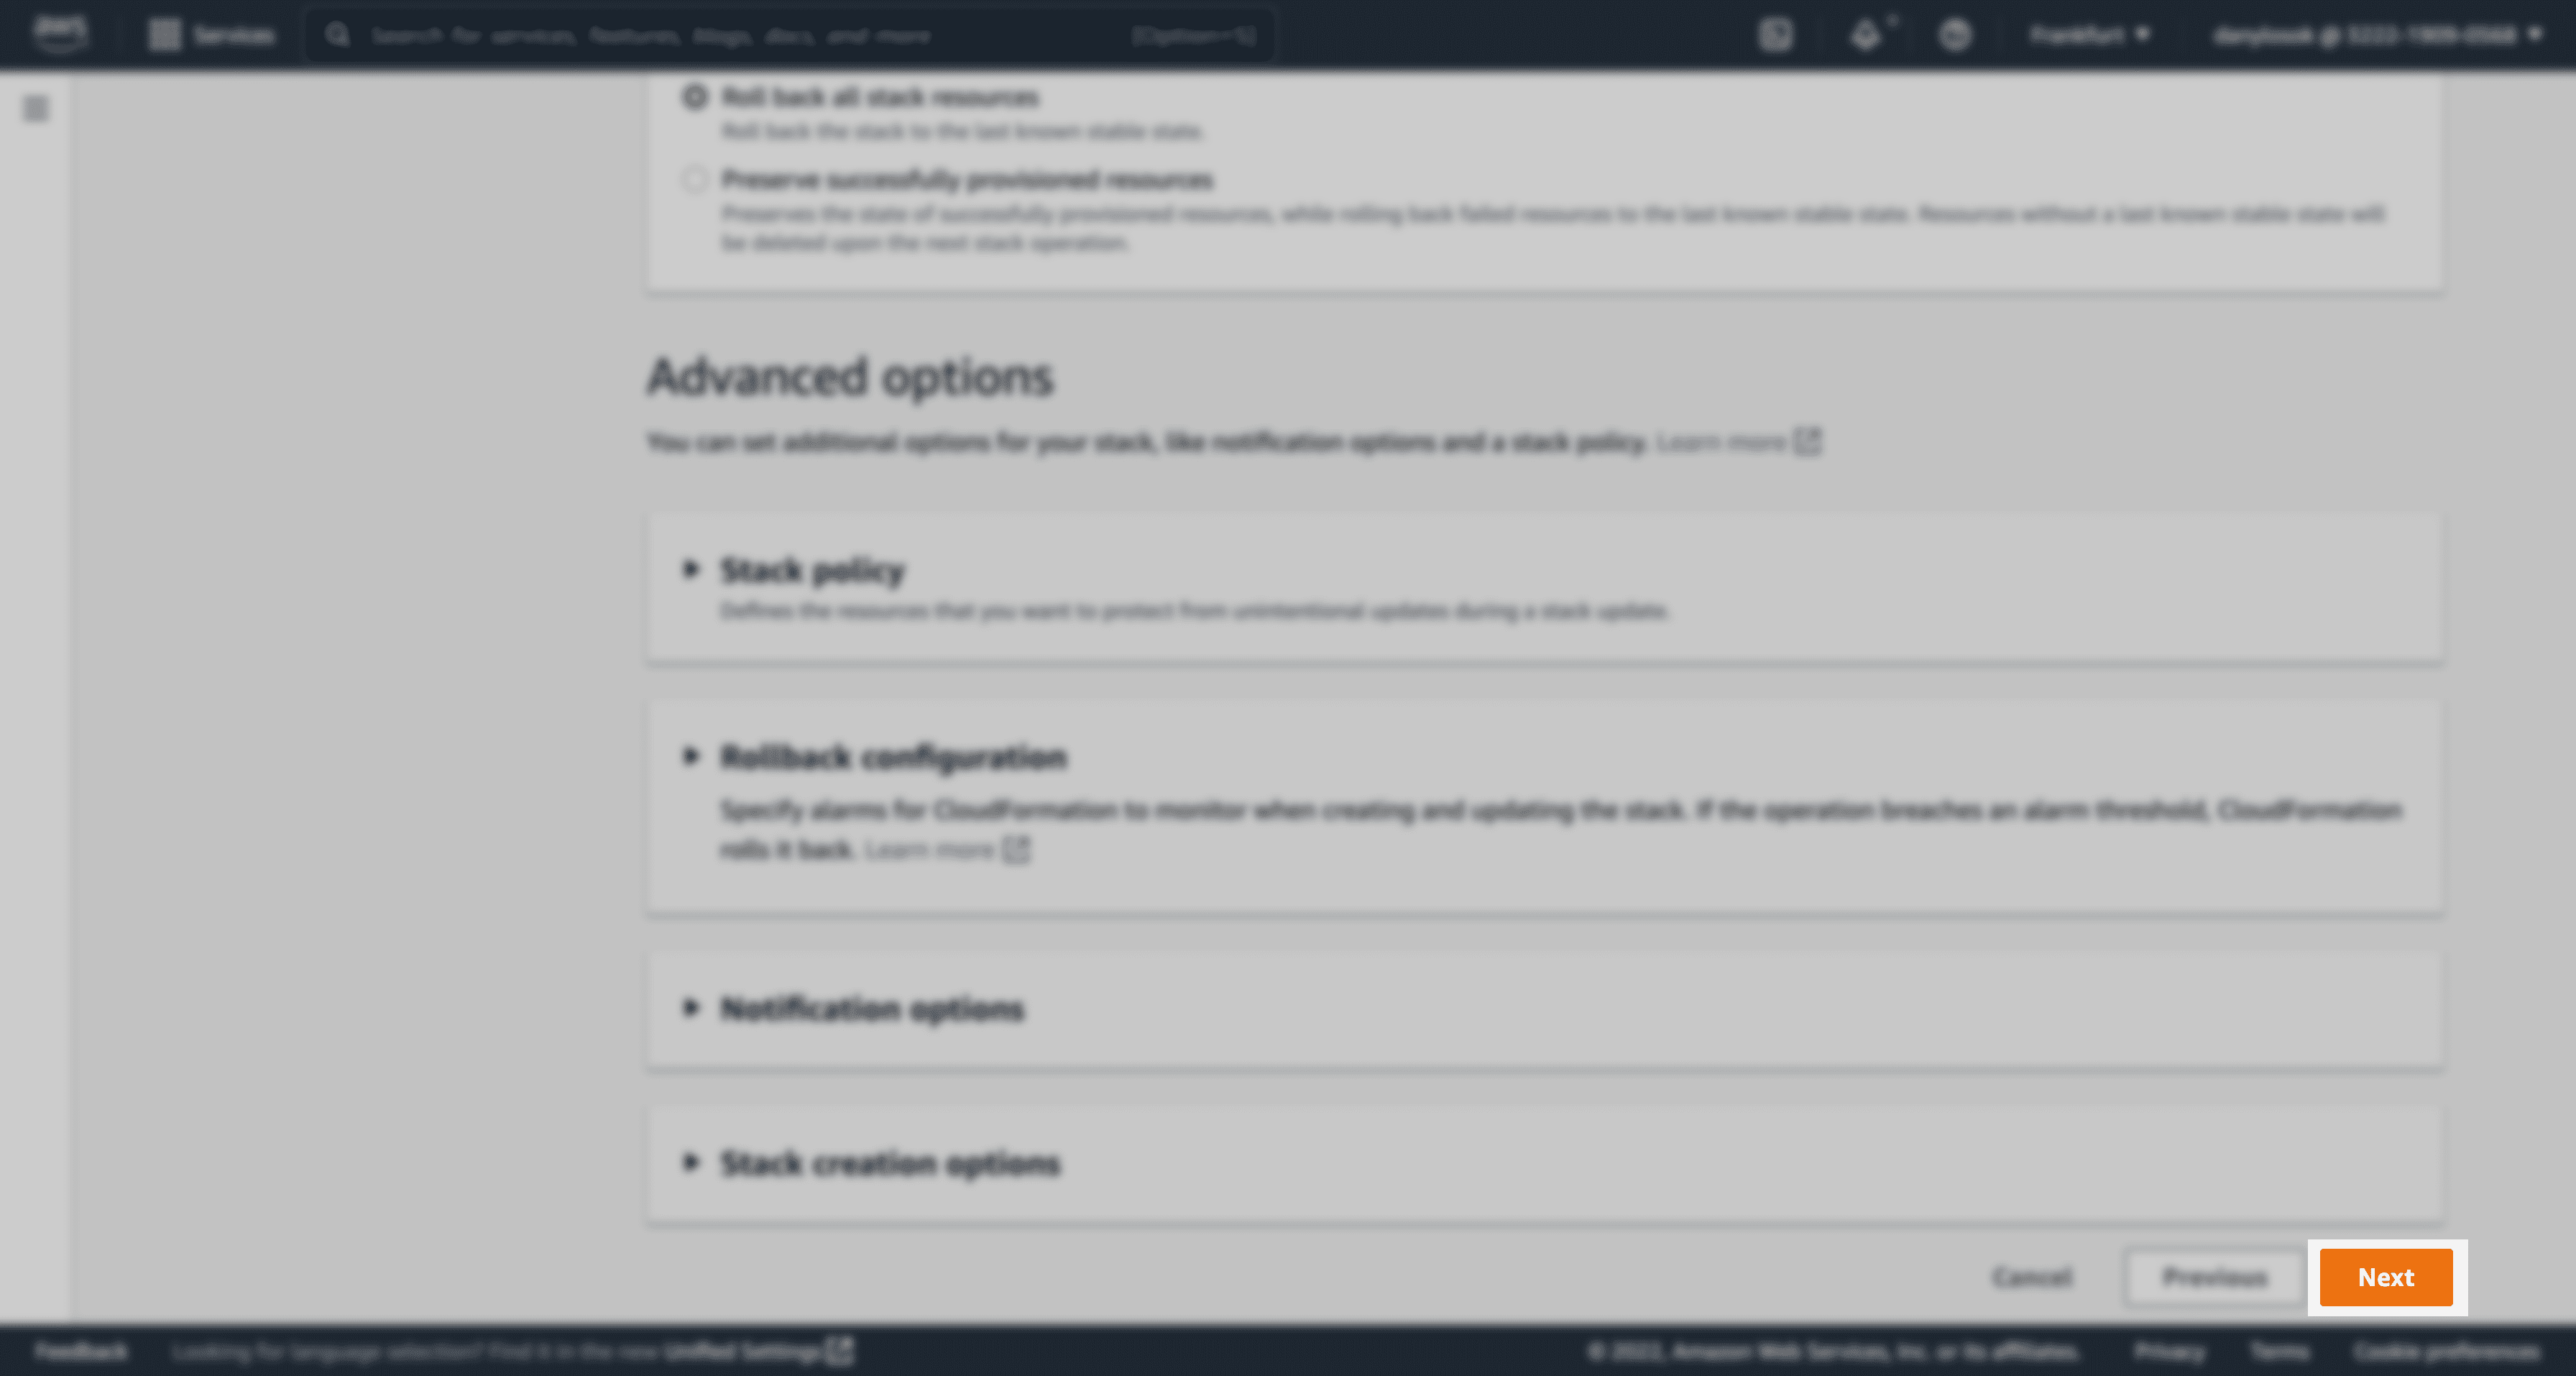 aws
Services
Search for services, features, blogs, docs, and more
[Option+S]
Frankfurt
Roll back all stack resources
Roll back the stack to the last known stable state.
Preserve successfully provisioned resources
Preserves the state of successfully provisioned resources, while rolling back failed resources to the last known stable state. Resources without a last known stable state will
be deleted upon the next stack operation.
Advanced options
You can set additional options for your stack, like notification options and a stack policy. Learn more
Stack policy
Defines the resources that you want to protect from unintentional updates during a stack update.
Rollback configuration
Specify alarms for CloudFormation to monitor when creating and updating the stack. If the operation breaches an alarm threshold, CloudFormation
rolls it back. Learn more
Notification options
Stack creation options
Cancel
Previous
Next
Feedback
Looking for language selection? Find it in the new Unified Settings
© 2022, Amazon Web Services, Inc. or its affiliates.
Privacy
Terms
Cookie preferences